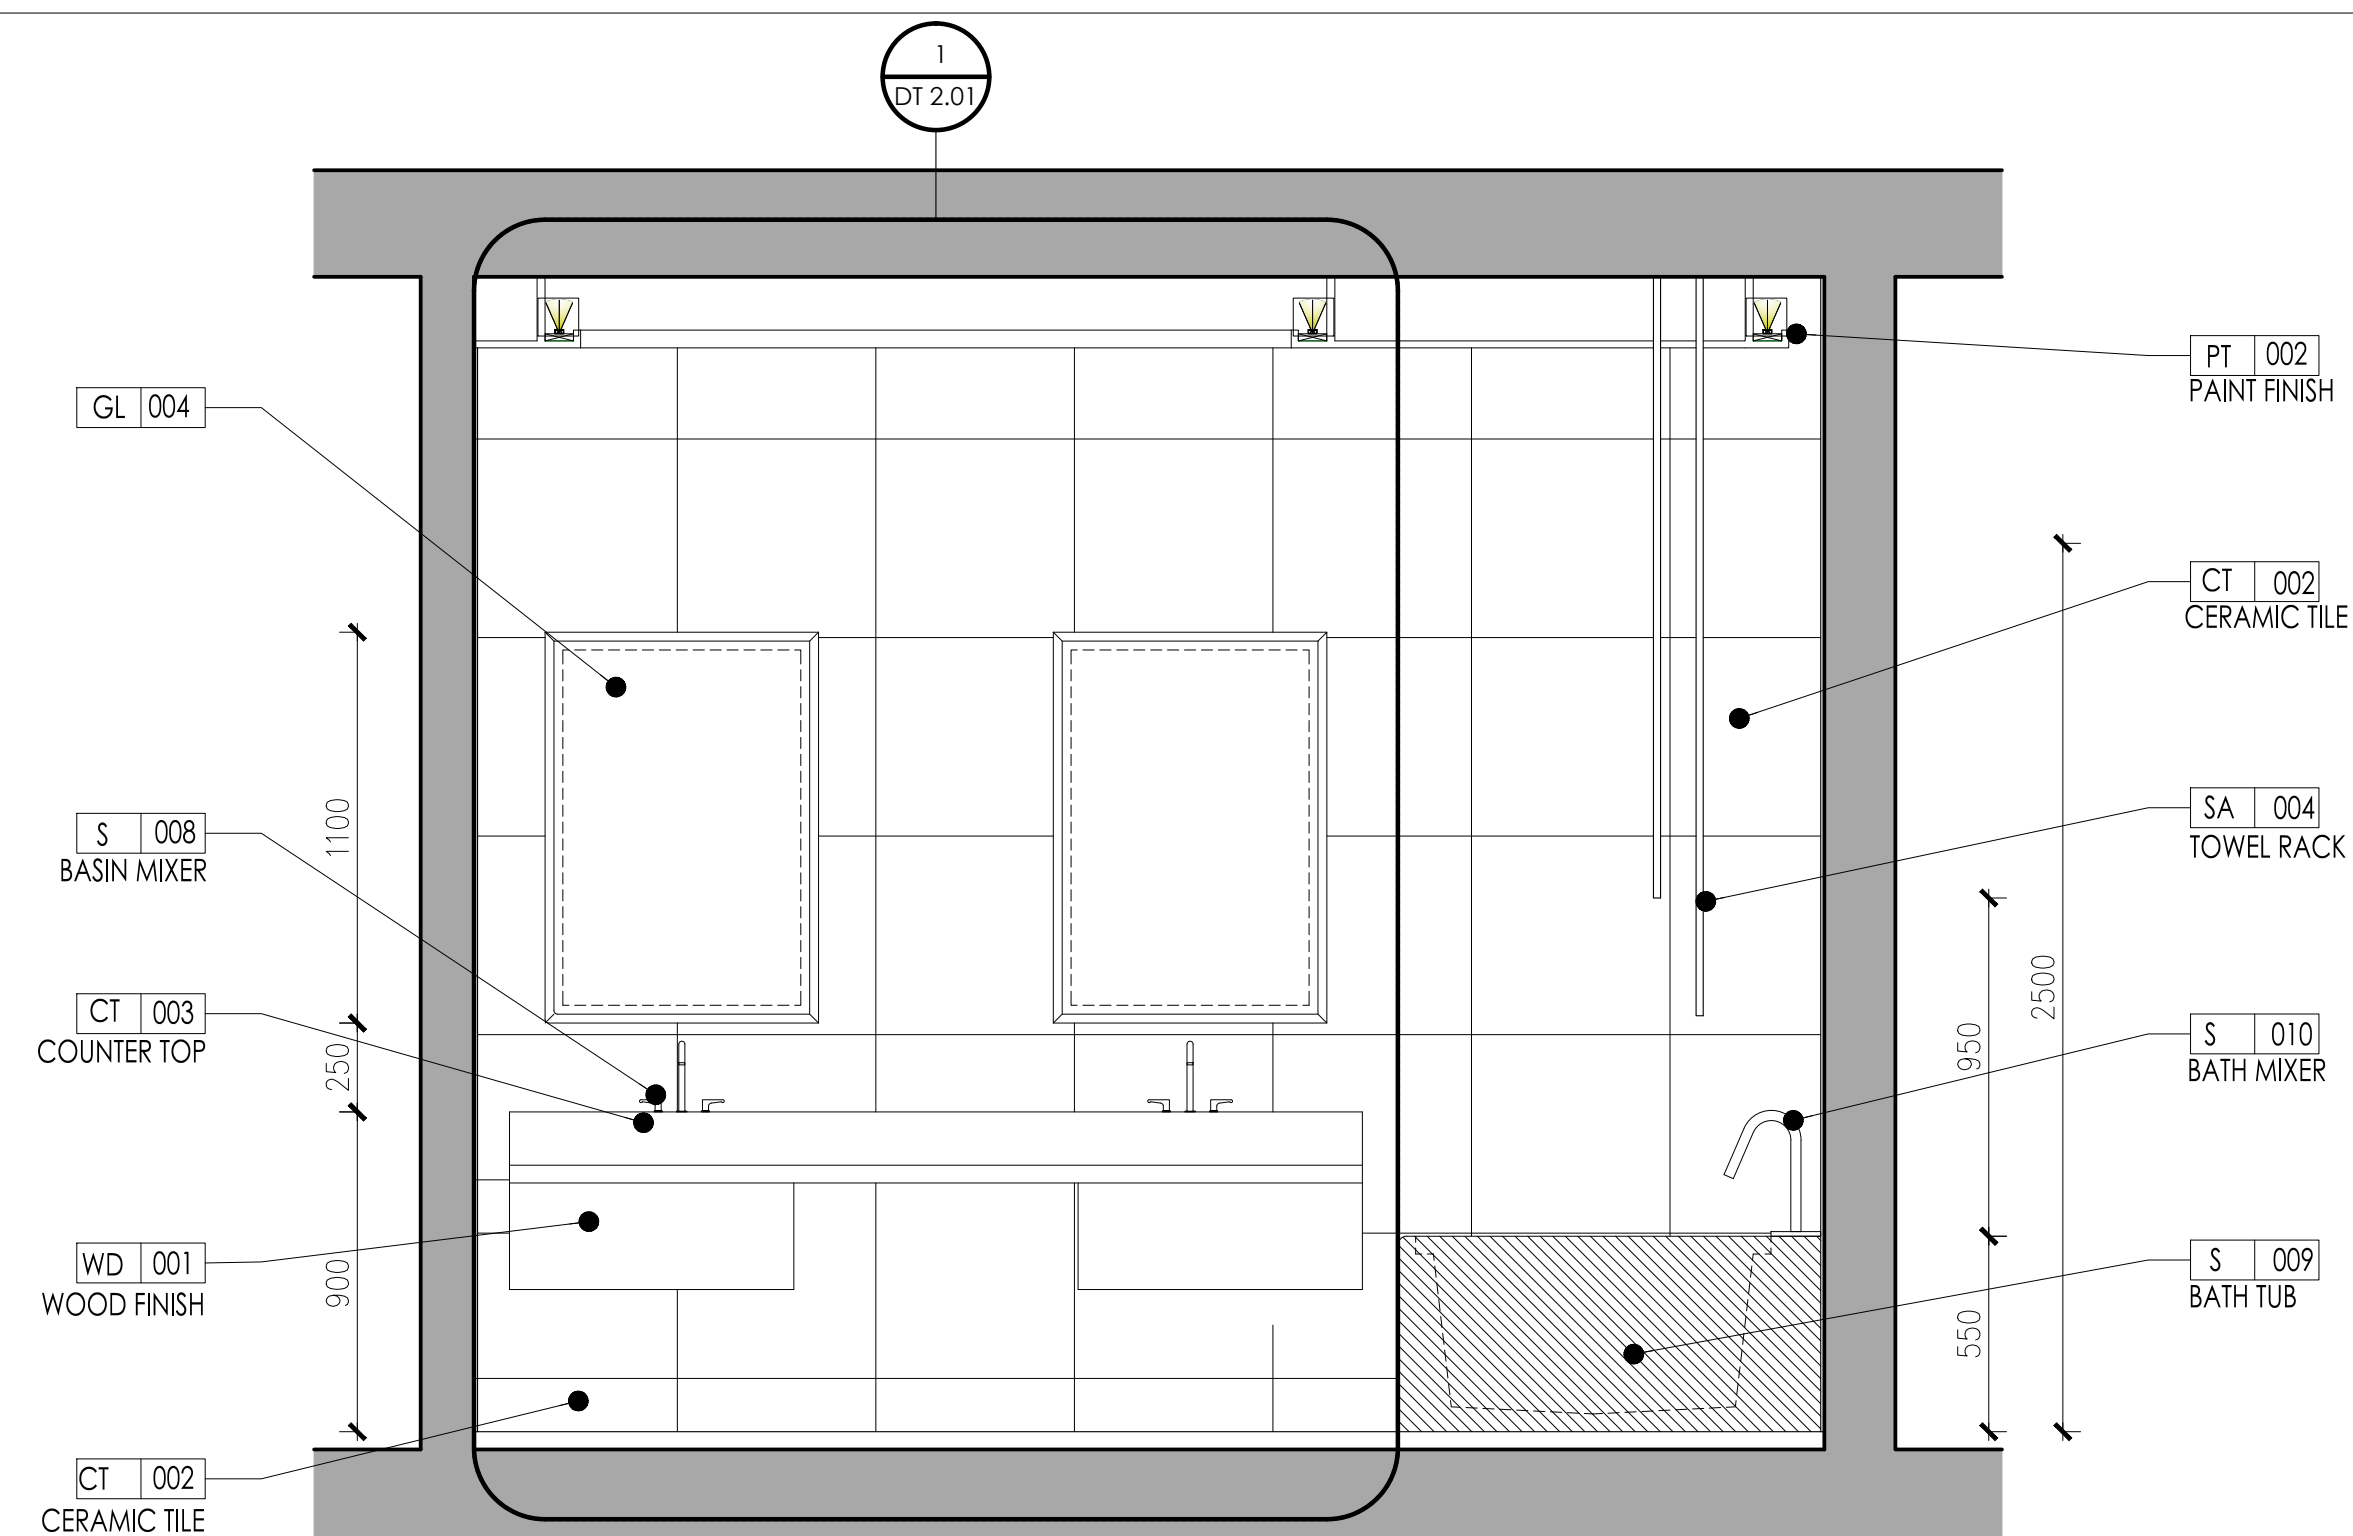 1
DT 2.01
GL 004
S 008
BASIN MIXER
CT 003
COUNTER TOP
WD 001
WOOD FINISH
CT 002
CERAMIC TILE
1100
250
900
PT 002
PAINT FINISH
CT 002
CERAMIC TILE
SA 004
TOWEL RACK
S 010
BATH MIXER
S 009
BATH TUB
950
550
2500